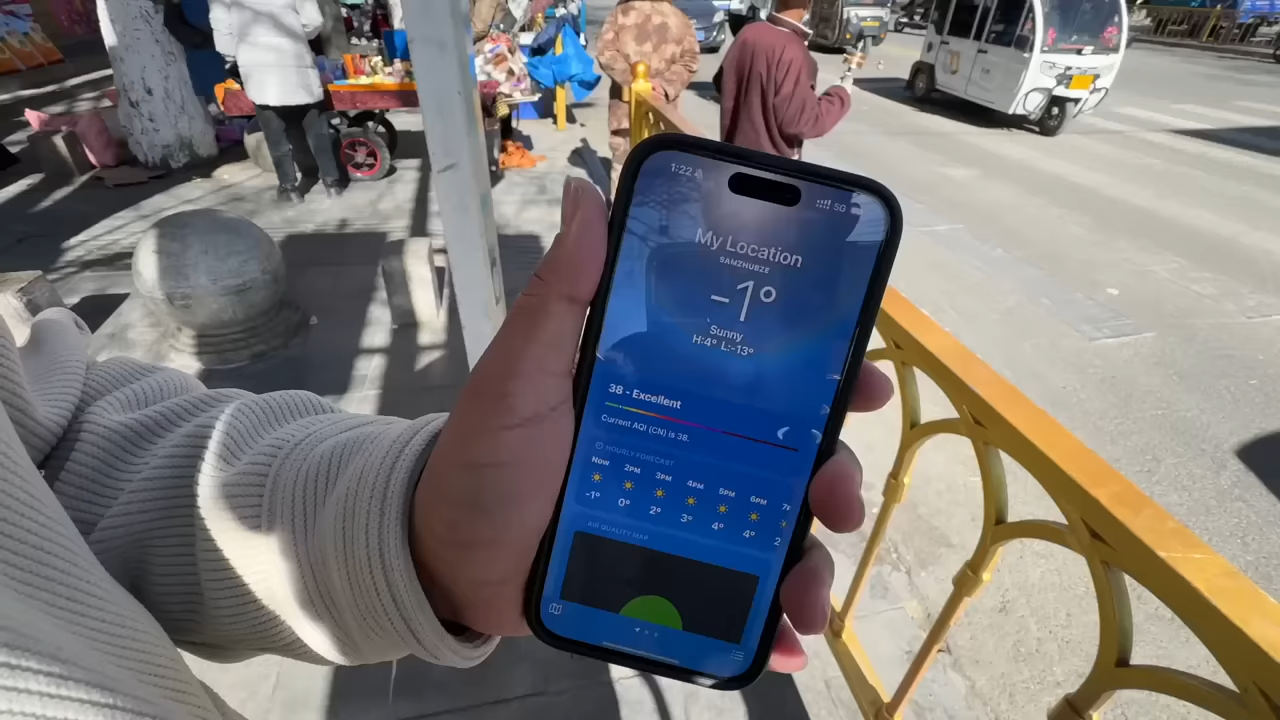 1:22
5G
My Location
SAMZHUBZE
-1°
Sunny
H:4° L:-13°
38 - Excellent
Current AQI (CN) is 38.
HOURLY FORECAST
Now 2PM 3PM 4PM 5PM 6PM
-1° 0° 2° 3° 4° 4° 2
AIR QUALITY MAP